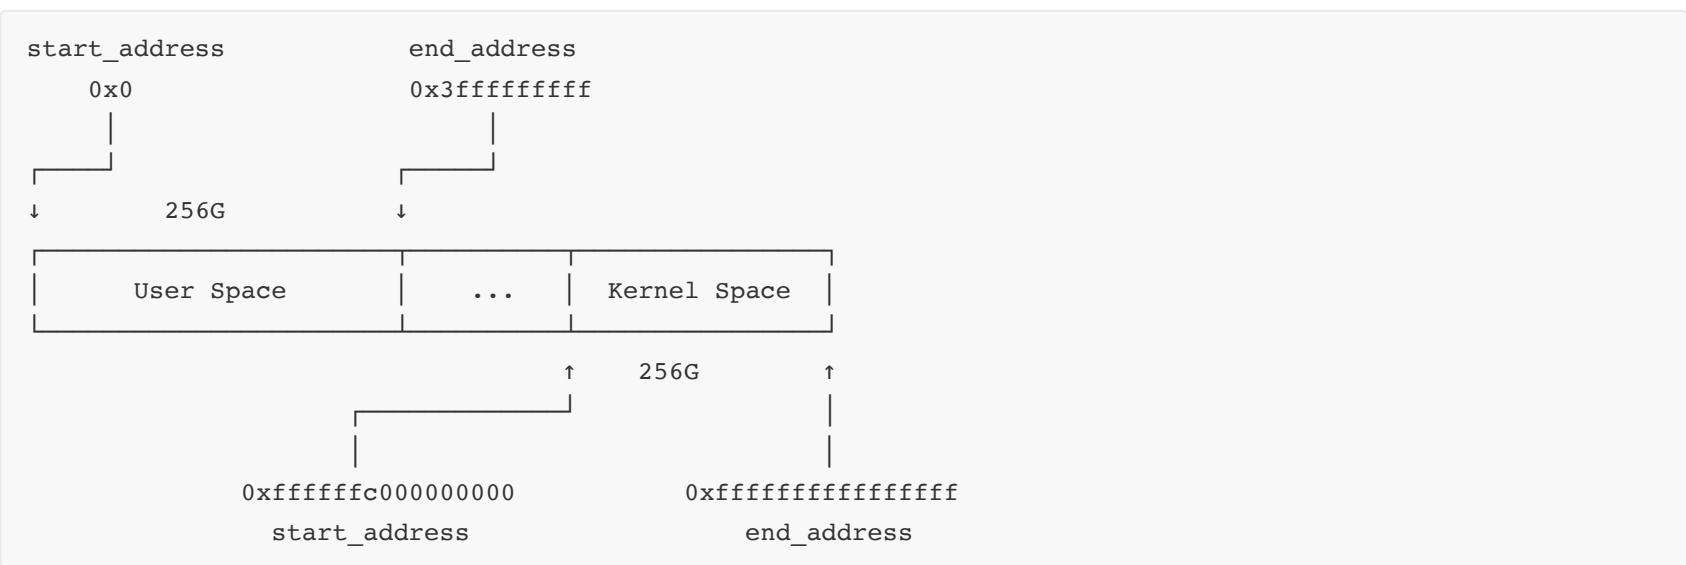 start_address end_address
0x0 0x3fffffffff
256G
User Space ... Kernel Space
256G
0xffffffc000000000 0xffffffffffffffff
start_address end_address